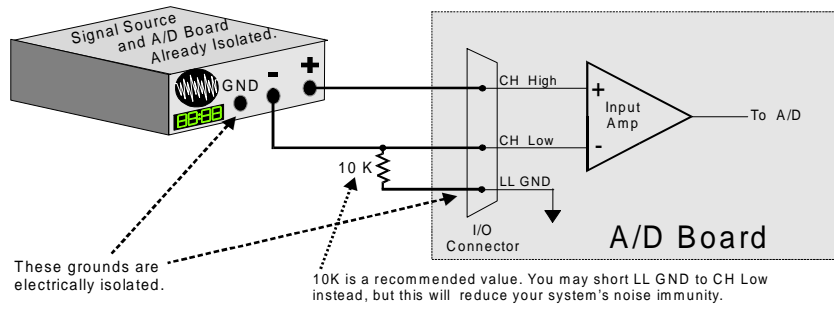 Signal Source
and A/D Board
Already Isolated.
GND
-
+
88:88
CH High
+
Input
Amp
To A/D
CH Low
-
10 K
LL GND
I/O
Connector
A/D Board
These grounds are
electrically isolated.
10K is a recommended value. You may short LL GND to CH Low
instead, but this will reduce your system's noise immunity.